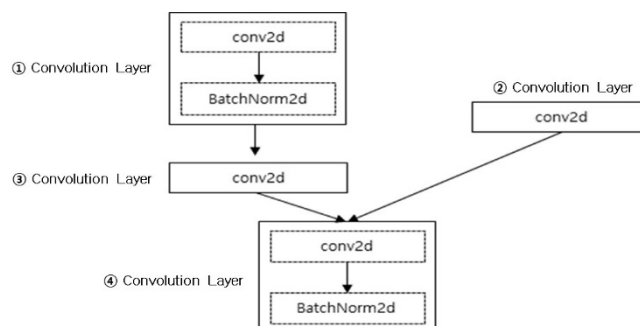 conv2d
① Convolution Layer
BatchNorm2d
② Convolution Layer
conv2d
③ Convolution Layer
conv2d
conv2d
④ Convolution Layer
BatchNorm2d